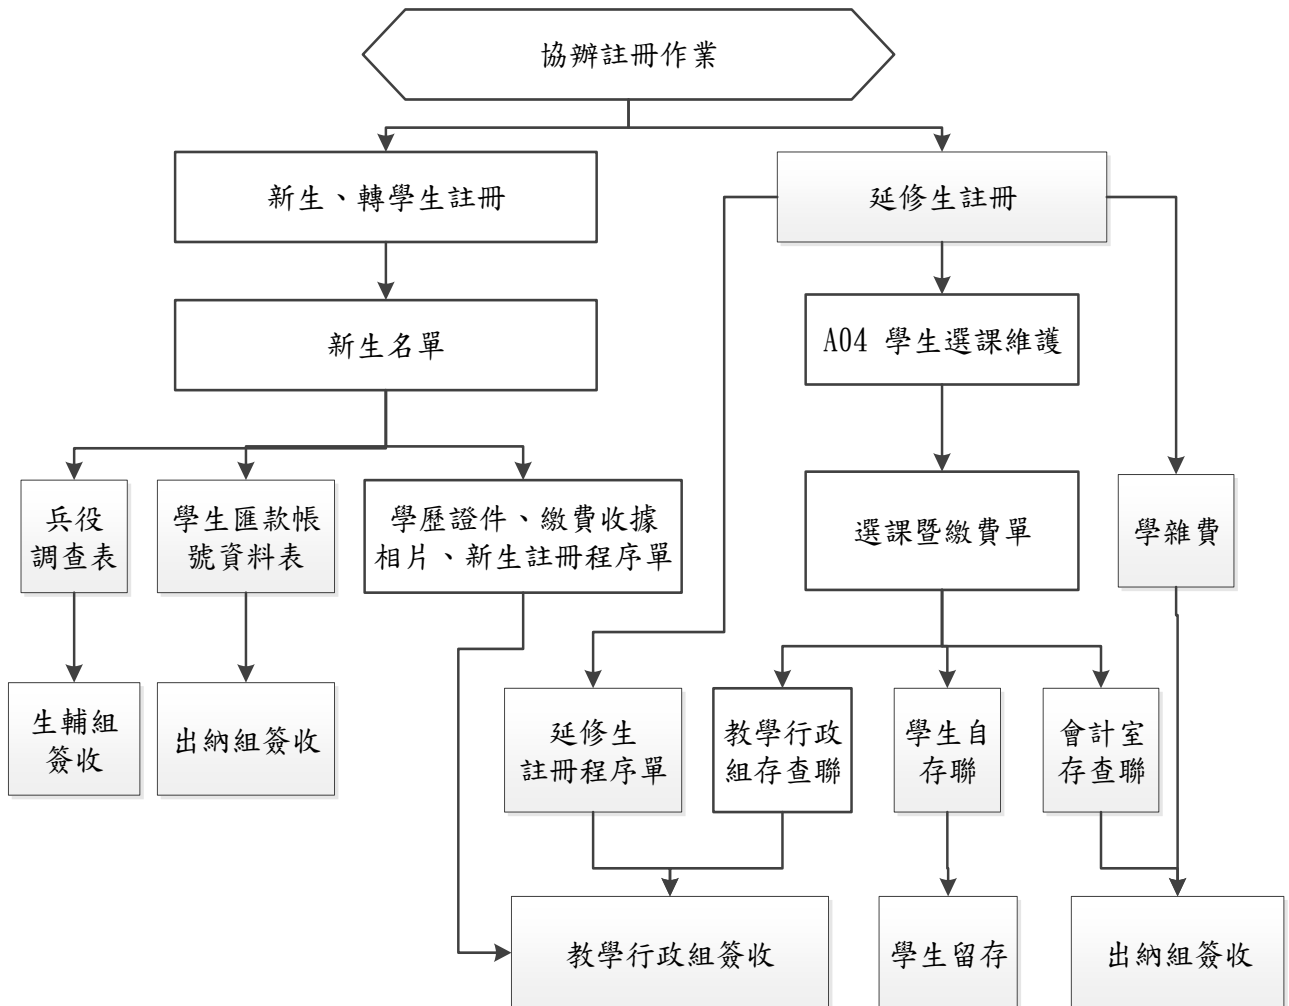 協辦註冊作業
新生、轉學生註冊
延修生註冊
新生名單
A04 學生選課維護
兵役
調查表
學生匯款帳
號資料表
學歷證件、繳費收據
相片、新生註冊程序單
選課暨繳費單
學雜費
生輔組
簽收
出納組簽收
延修生
註冊程序單
教學行政
組存查聯
學生自
存聯
會計室
存查聯
教學行政組簽收
學生留存
出納組簽收